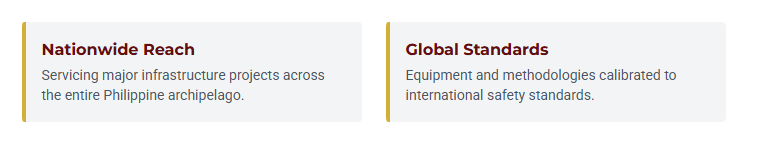 Nationwide Reach
Servicing major infrastructure projects across
the entire Philippine archipelago.
Global Standards
Equipment and methodologies calibrated to
international safety standards.